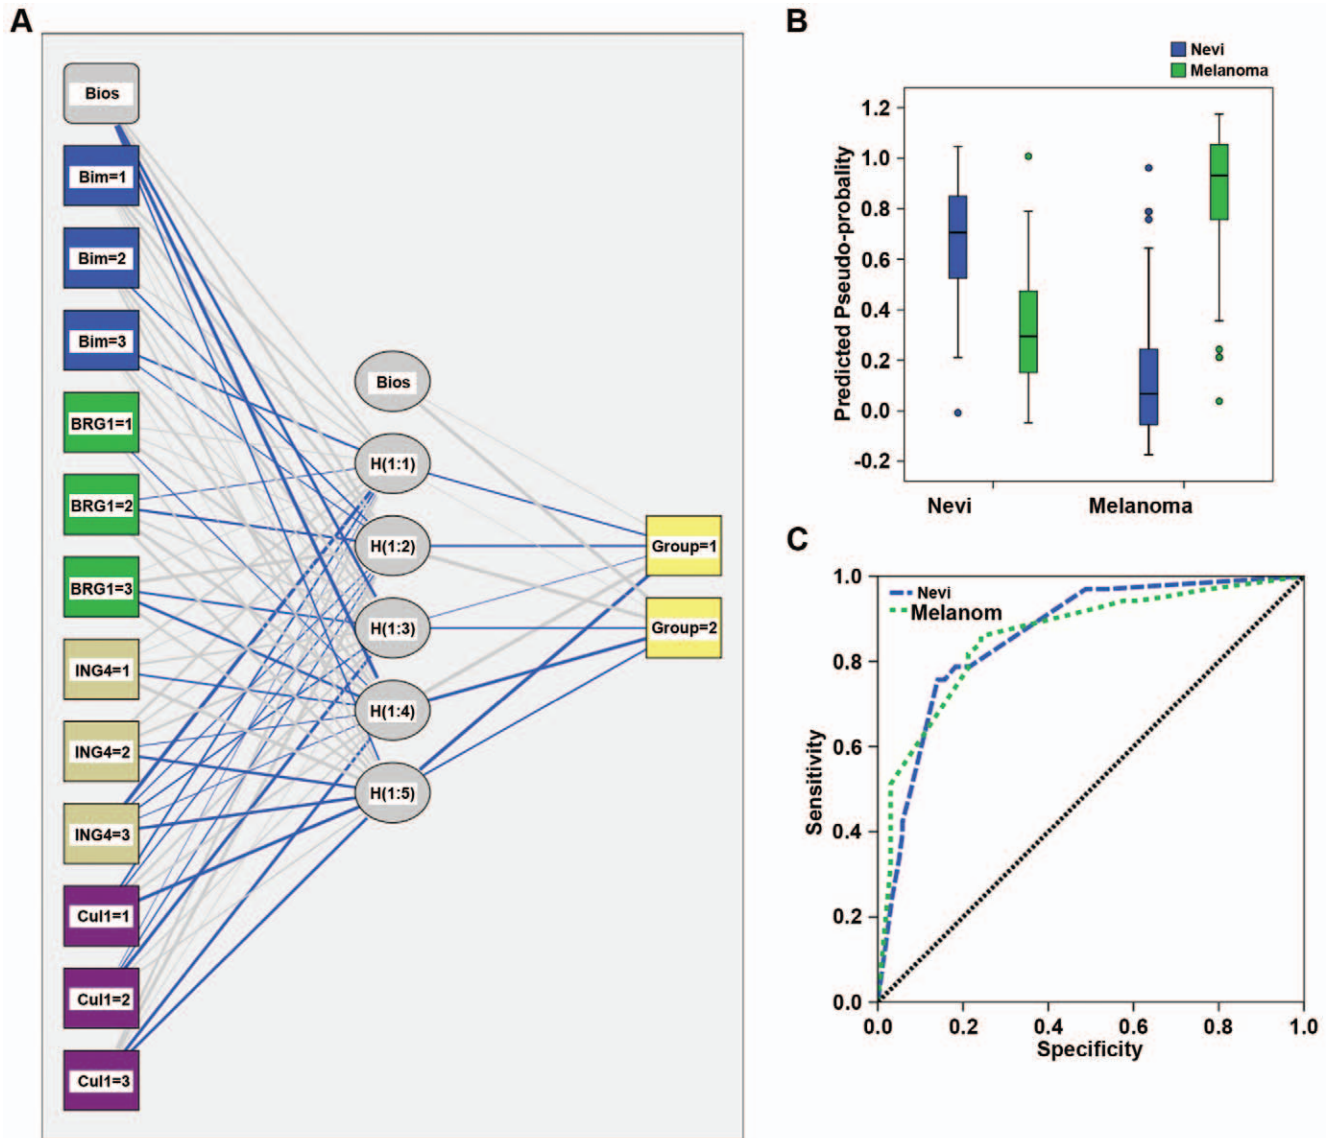 A
Bios
Bim=1
Bim=2
Bim=3
BRG1=1
BRG1=2
BRG1=3
ING4=1
ING4=2
ING4=3
Cul1=1
Cul1=2
Cul1=3
Bios
H(1:1)
H(1:2)
H(1:3)
H(1:4)
H(1:5)
Group=1
Group=2
B
Nevi
Melanoma
Predicted Pseudo-probality
1.2
1.0
0.8
0.6
0.4
0.2
0.0
-0.2
Nevi Melanoma
C
Nevi
Melanom
Sensitivity
1.0
0.8
0.6
0.4
0.2
0.0
0.0 0.2 0.4 0.6 0.8 1.0
Specificity